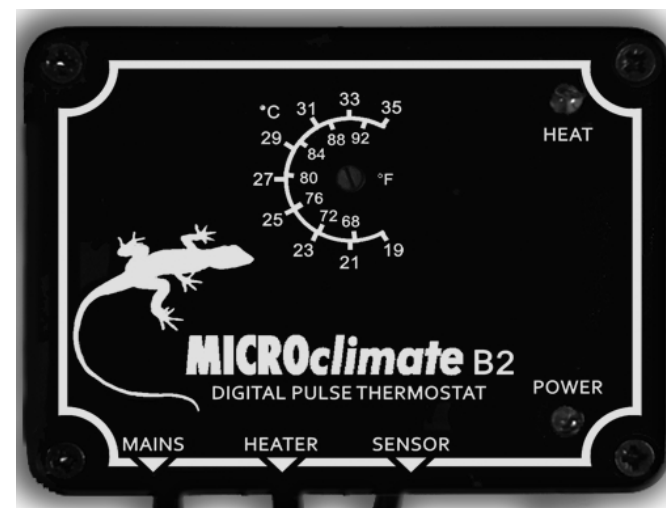 °C 31 33 35
29 88 92
84
HEAT
27 80 °F
76
25 72 68
23 21 19
MICROclimate B2
DIGITAL PULSE THERMOSTAT
POWER
MAINS HEATER SENSOR